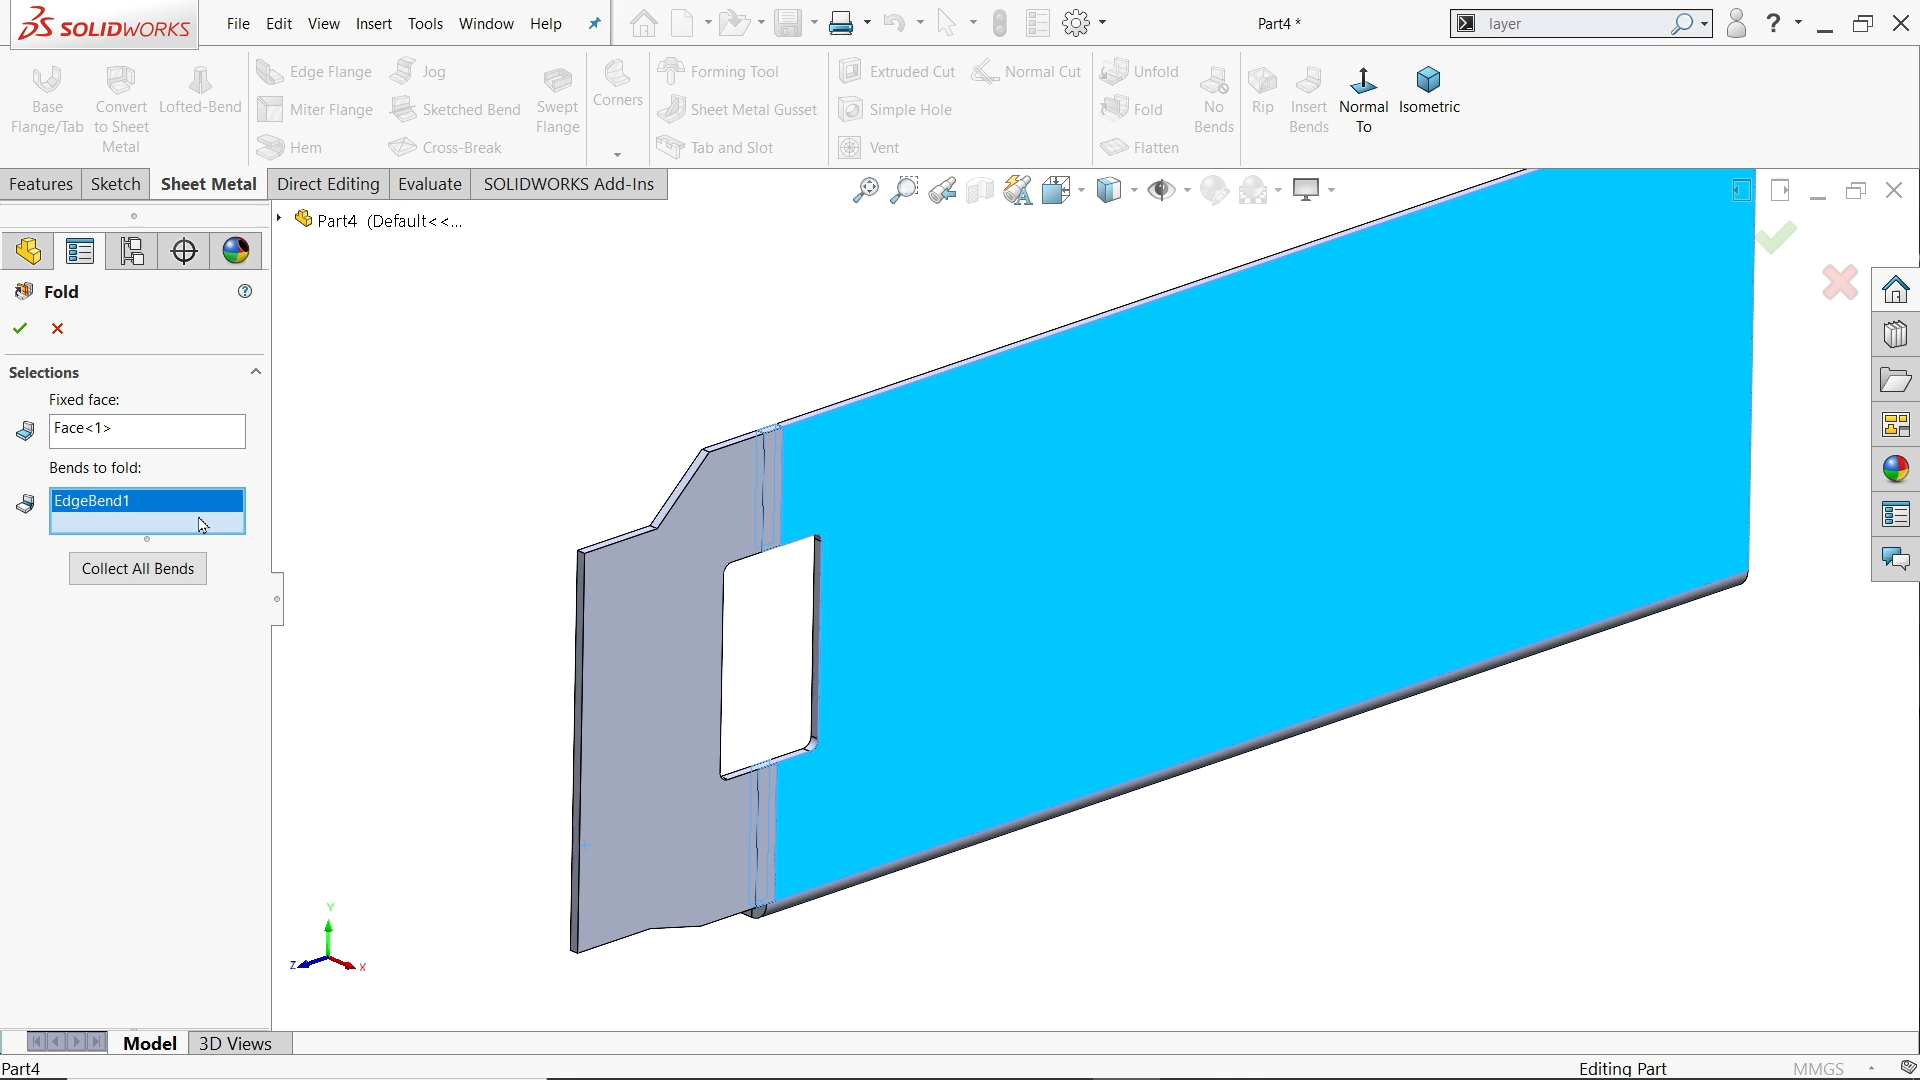 SOLIDWORKS
File Edit View Insert Tools Window Help
Part4 *
layer
Base Flange/Tab
Convert to Sheet Metal
Lofted-Bend
Edge Flange
Miter Flange
Hem
Jog
Sketched Bend
Cross-Break
Swept Flange
Corners
Forming Tool
Sheet Metal Gusset
Tab and Slot
Extruded Cut
Simple Hole
Vent
Normal Cut
Unfold
Fold
Flatten
No Bends
Rip
Insert Bends
Normal To
Isometric
Features Sketch Sheet Metal Direct Editing Evaluate SOLIDWORKS Add-Ins
Part4 (Default<<...
Fold
Selections
Fixed face:
Face<1>
Bends to fold:
EdgeBend1
Collect All Bends
Y
Z
X
Model 3D Views
Part4
Editing Part
MMGS